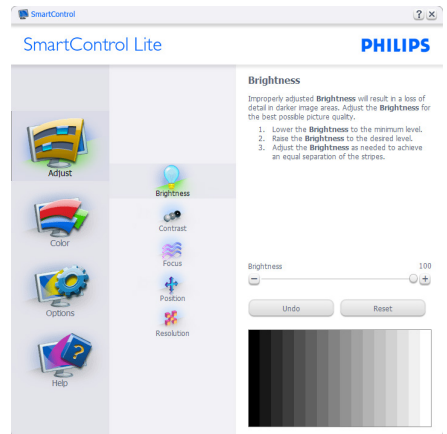 SmartControl
? ×
SmartControl Lite
PHILIPS
Adjust
Color
Options
Help
Brightness
Contrast
Focus
Position
Resolution
Brightness
Improperly adjusted Brightness will result in a loss of
detail in darker image areas. Adjust the Brightness for
the best possible picture quality.
1. Lower the Brightness to the minimum level.
2. Raise the Brightness to the desired level.
3. Adjust the Brightness as needed to achieve
an equal separation of the stripes.
Brightness 100
Undo Reset